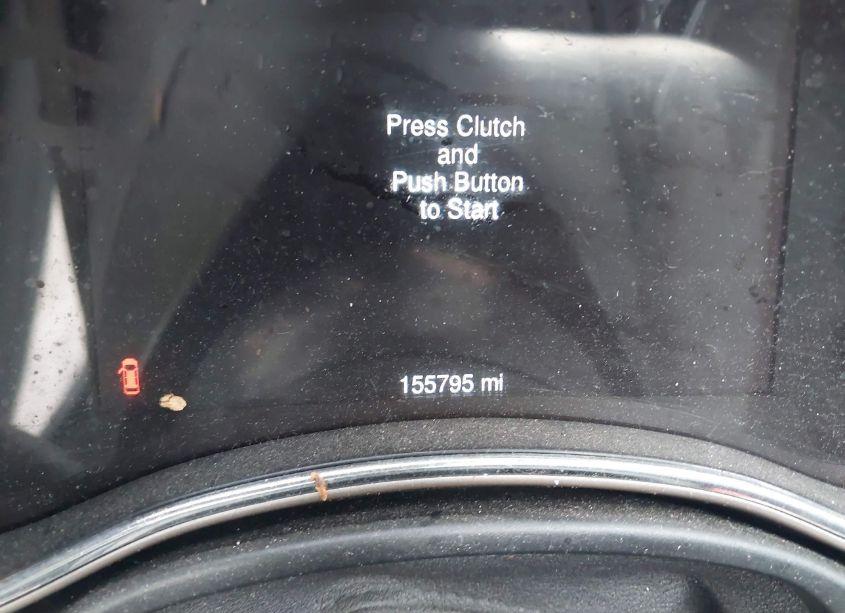 Press Clutch
and
Push Button
to Start
155795 mi